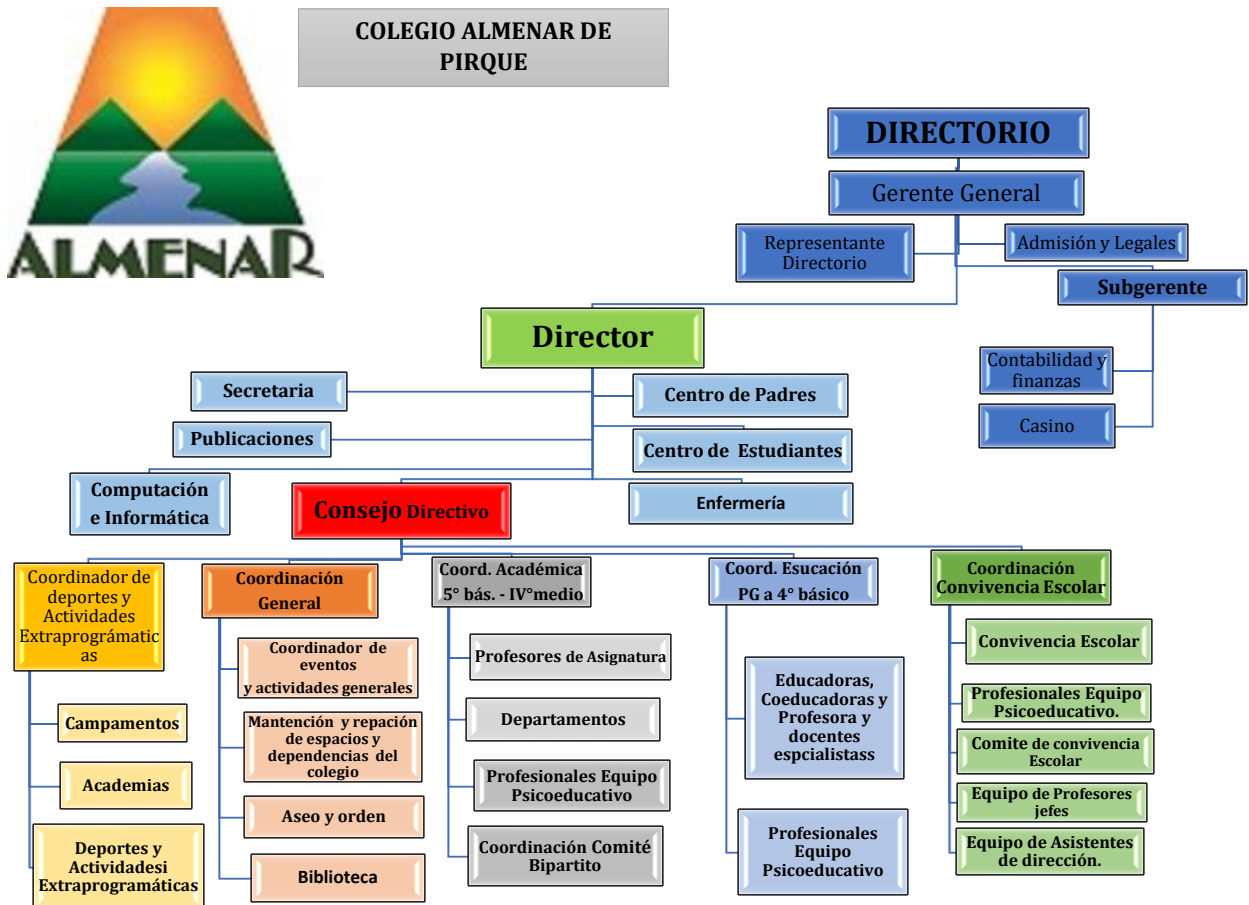 COLEGIO ALMENAR DE
PIRQUE
ALMENAR
DIRECTORIO
Gerente General
Representante
Directorio
Admisión y Legales
Subgerente
Contabilidad y
finanzas
Casino
Director
Secretaria
Centro de Padres
Publicaciones
Centro de Estudiantes
Computación
e Informática
Enfermería
Consejo Directivo
Coordinador de
deportes y
Actividades
Extraprográmatic
as
Campamentos
Academias
Deportes y
Actividadesi
Extraprogramáticas
Coordinación
General
Coordinador de
eventos
y actividades generales
Mantención y repación
de espacios y
dependencias del
colegio
Aseo y orden
Biblioteca
Coord. Académica
5° bás. - IV°medio
Profesores de Asignatura
Departamentos
Profesionales Equipo
Psicoeducativo
Coordinación Comité
Bipartito
Coord. Esucación
PG a 4° básico
Educadoras,
Coeducadoras y
Profesora y
docentes
espcialistass
Profesionales
Equipo
Psicoeducativo
Coordinación
Convivencia Escolar
Convivencia Escolar
Profesionales Equipo
Psicoeducativo.
Comite de convivencia
Escolar
Equipo de Profesores
jefes
Equipo de Asistentes
de dirección.